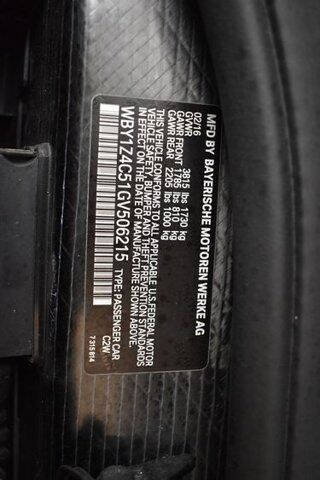 MFD BY BAYERISCHE MOTOREN WERKE AG
02/16
GVWR 3815 lbs 1730 kg
GAWR FRONT 1785 lbs 810 kg
GAWR REAR 2205 lbs 1000 kg
THIS VEHICLE CONFORMS TO ALL APPLICABLE U.S. FEDERAL MOTOR
VEHICLE SAFETY, BUMPER AND THEFT PREVENTION STANDARDS
IN EFFECT ON THE DATE OF MANUFACTURE SHOWN ABOVE.
WBY1Z4C51GV506215 TYPE: PASSENGER CAR
C2W
7 315 814